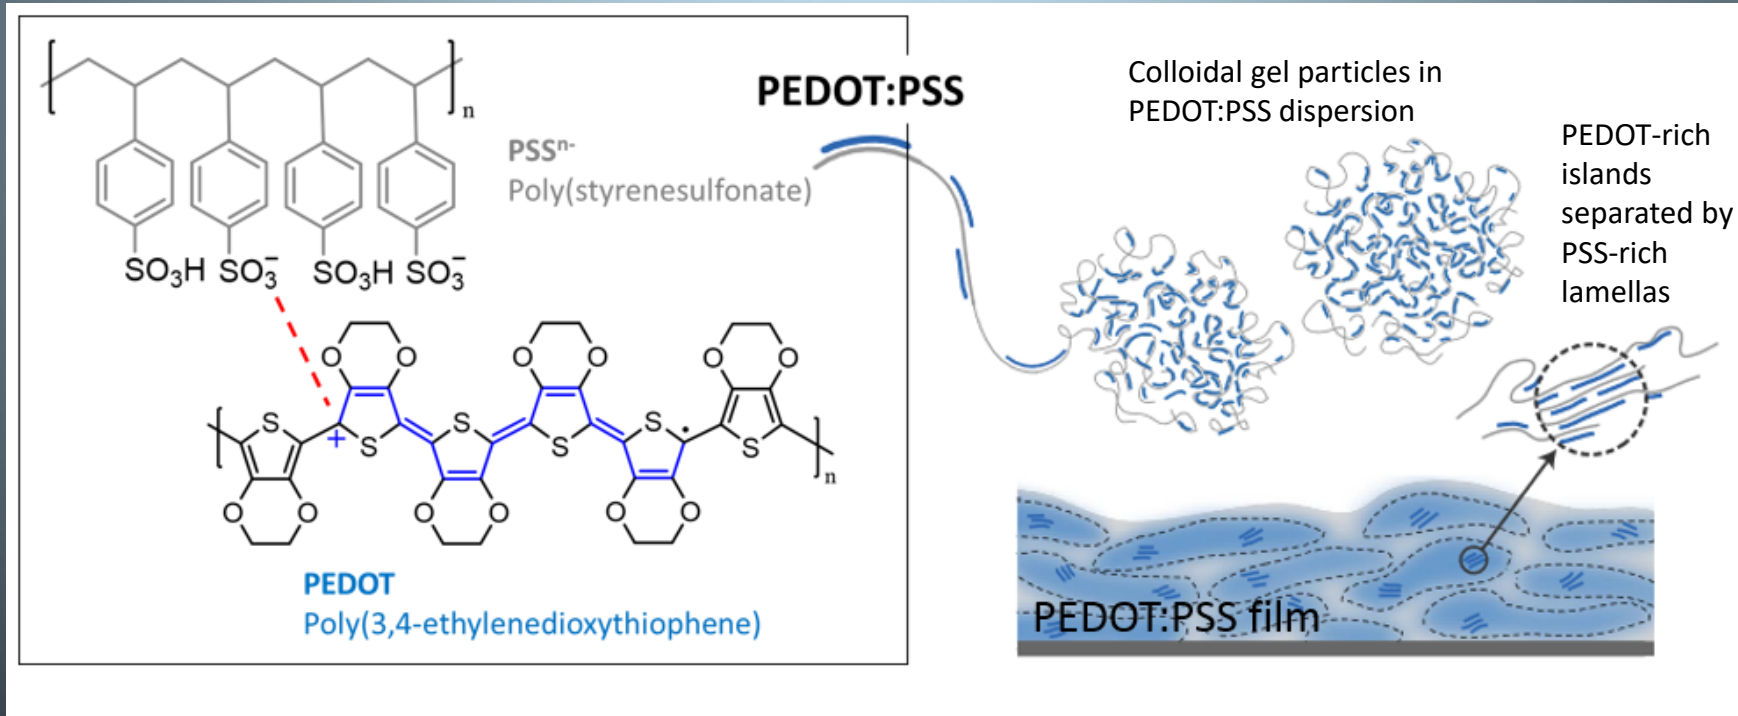 n
PSSⁿ⁻
Poly(styrenesulfonate)
SO₃H SO₃⁻ SO₃H SO₃⁻
O O O O O O
S S S S S S
+
n
O O O O O O
PEDOT
Poly(3,4-ethylenedioxythiophene)
PEDOT:PSS
Colloidal gel particles in
PEDOT:PSS dispersion
PEDOT-rich
islands
separated by
PSS-rich
lamellas
PEDOT:PSS film